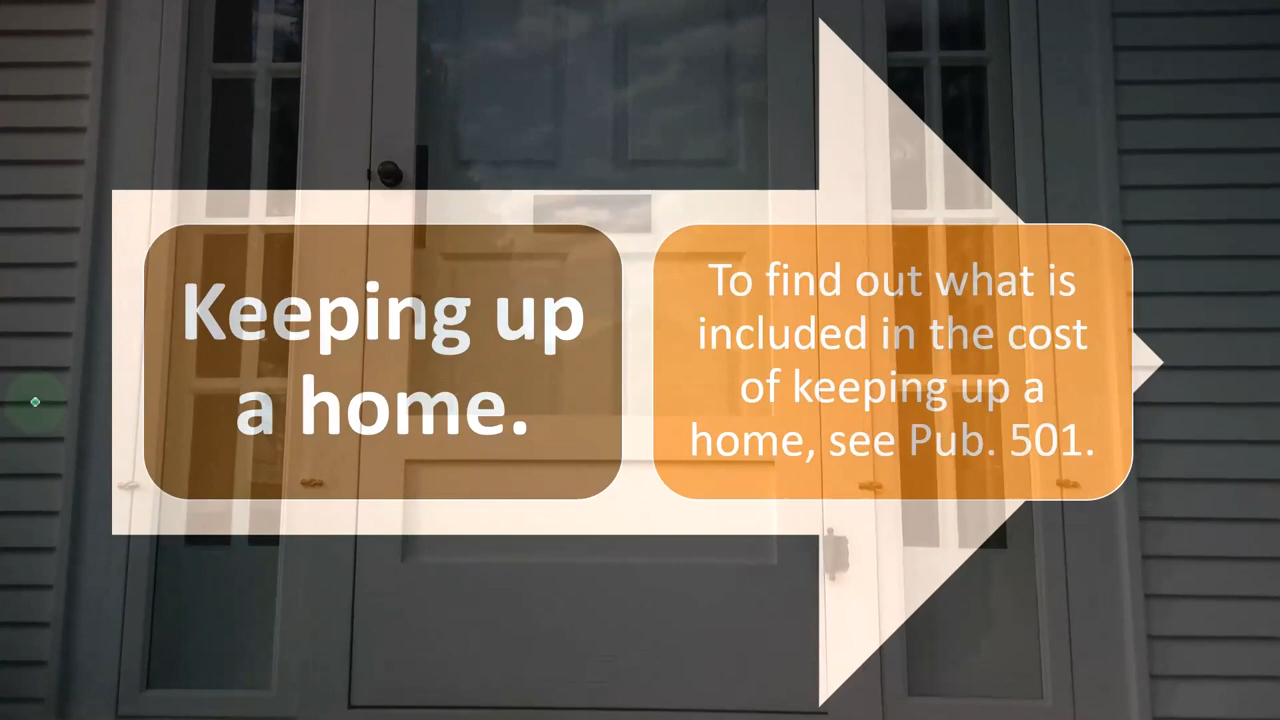 Keeping up
a home.
To find out what is
included in the cost
of keeping up a
home, see Pub. 501.